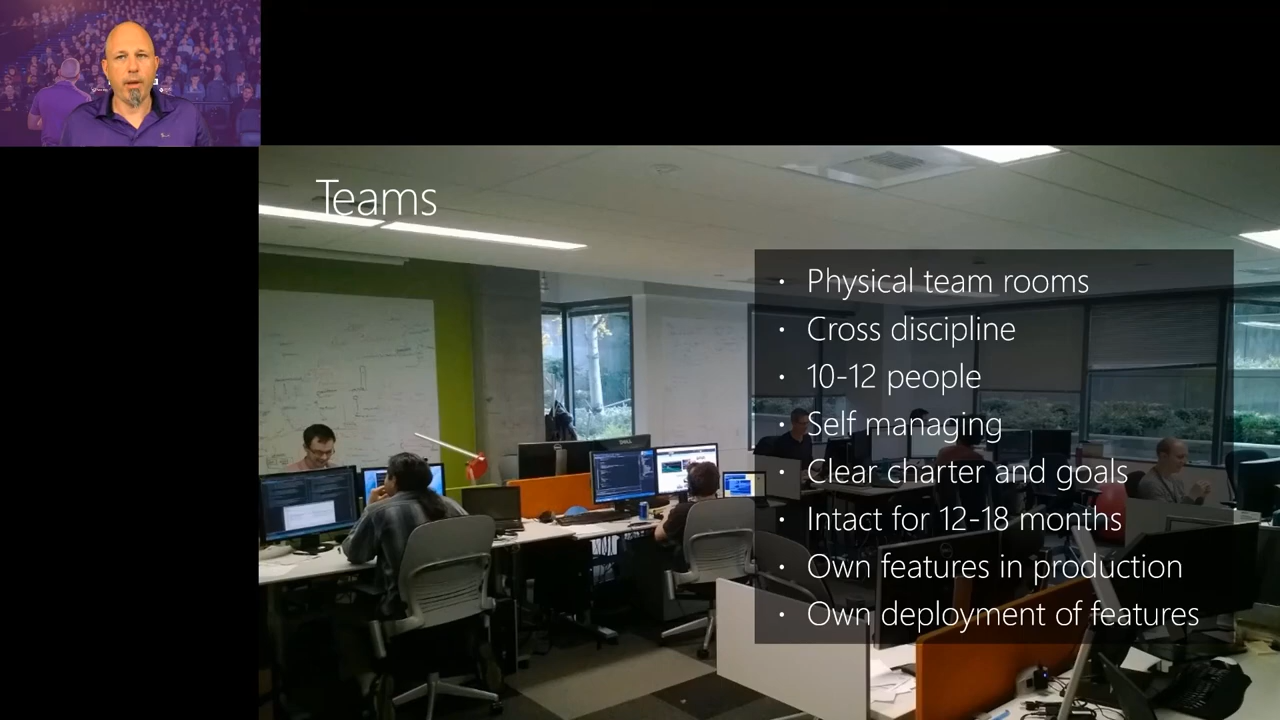 Teams
• Physical team rooms
• Cross discipline
• 10-12 people
• Self managing
• Clear charter and goals
• Intact for 12-18 months
• Own features in production
• Own deployment of features